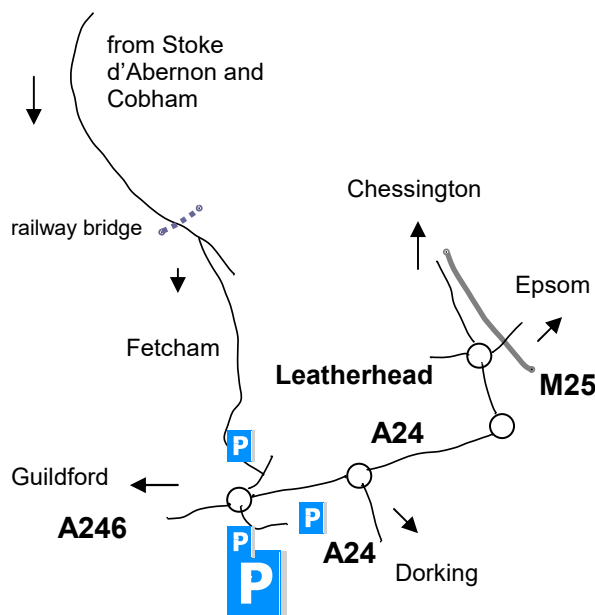 from Stoke
d'Abernon and
Cobham
Chessington
railway bridge
Epsom
Fetcham
Leatherhead
M25
A24
P
Guildford
A246
P
P
A24
P
Dorking